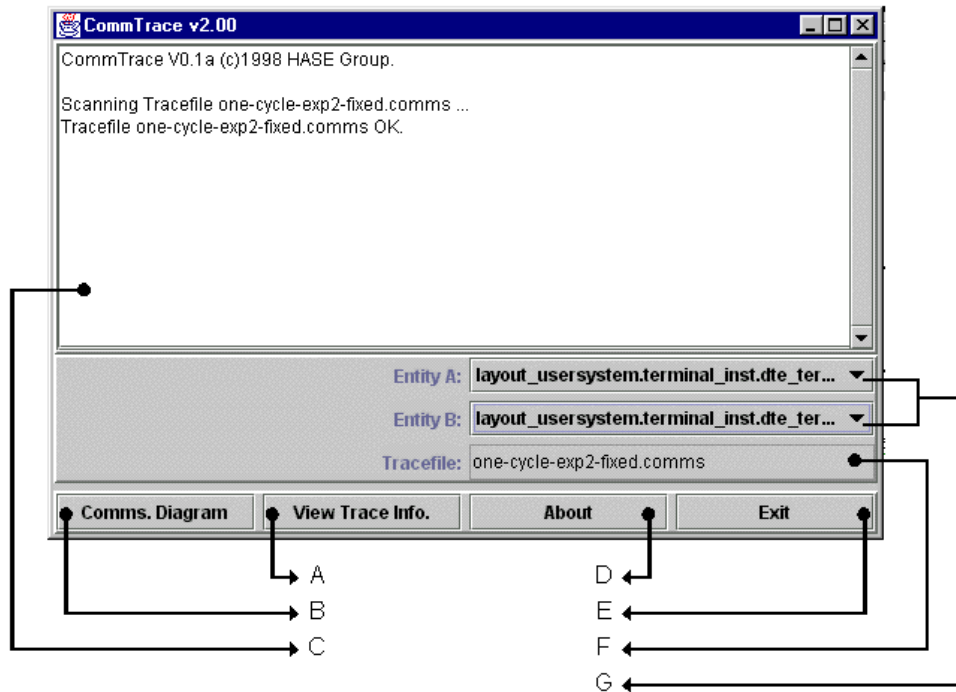 CommTrace v2.00
CommTrace V0.1a (c)1998 HASE Group.
Scanning Tracefile one-cycle-exp2-fixed.comms ...
Tracefile one-cycle-exp2-fixed.comms OK.
Entity A: layout_usersystem.terminal_inst.dte_ter...
Entity B: layout_usersystem.terminal_inst.dte_ter...
Tracefile: one-cycle-exp2-fixed.comms
Comms. Diagram View Trace Info. About Exit
A D
B E
C F
G